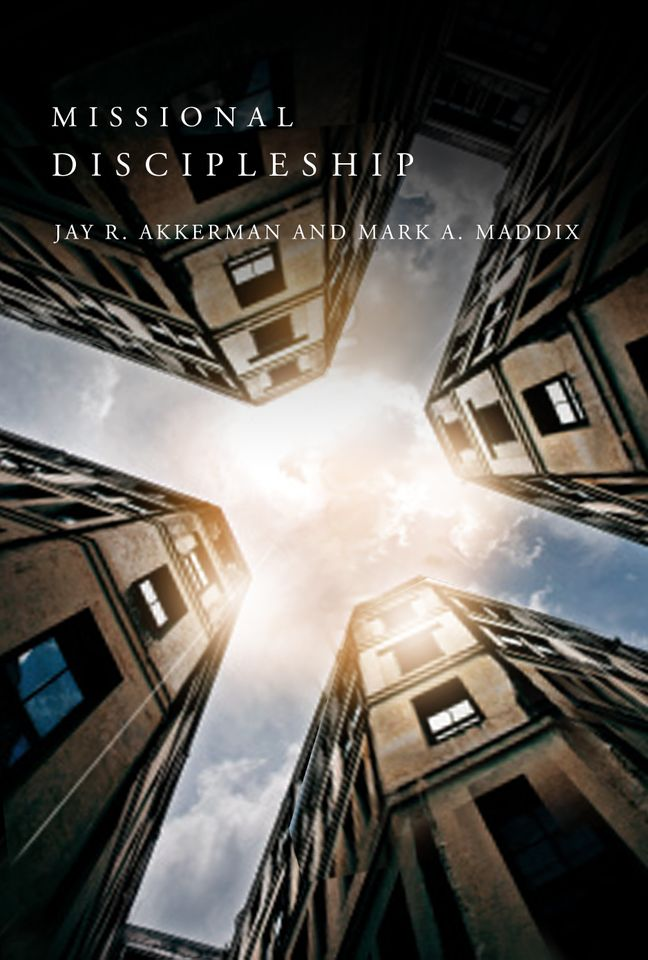 MISSIONAL
DISCIPLESHIP
JAY R. AKKERMAN AND MARK A. MADDIX